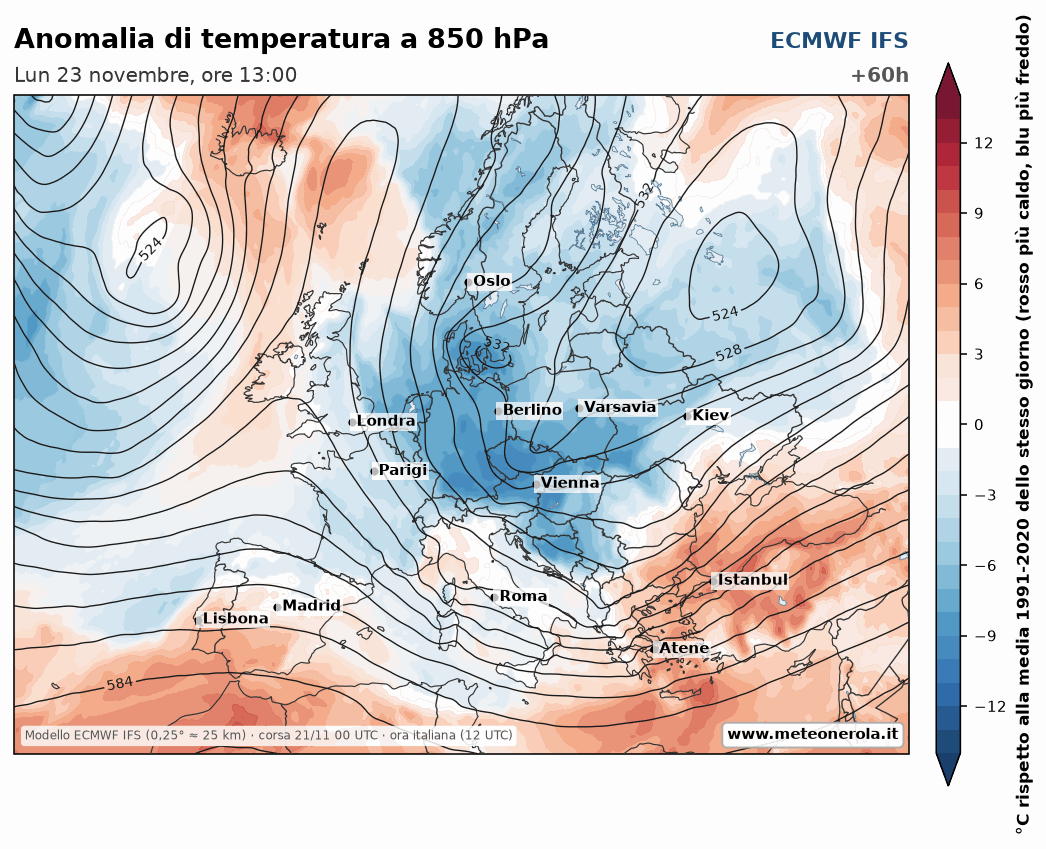 Anomalia di temperatura a 850 hPa
ECMWF IFS
Lun 23 novembre, ore 13:00
+60h
532
524
Oslo
524
532
528
Berlino
Varsavia
Kiev
Londra
Parigi
Vienna
Istanbul
Roma
Madrid
Lisbona
Atene
584
Modello ECMWF IFS (0,25° ≈ 25 km) · corsa 21/11 00 UTC · ora italiana (12 UTC)
www.meteonerola.it
12
9
6
3
0
−3
−6
−9
−12
°C rispetto alla media 1991-2020 dello stesso giorno (rosso più caldo, blu più freddo)